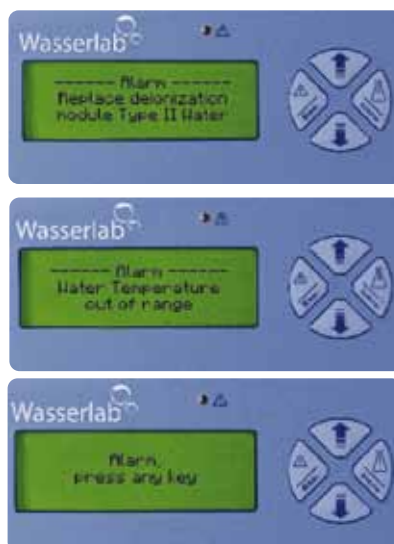 Wasserlab
------ Alarm ------
Replace deionization
module Type II Water
Wasserlab
------ Alarm ------
Water Temperature
out of range
Wasserlab
Alarm,
press any key